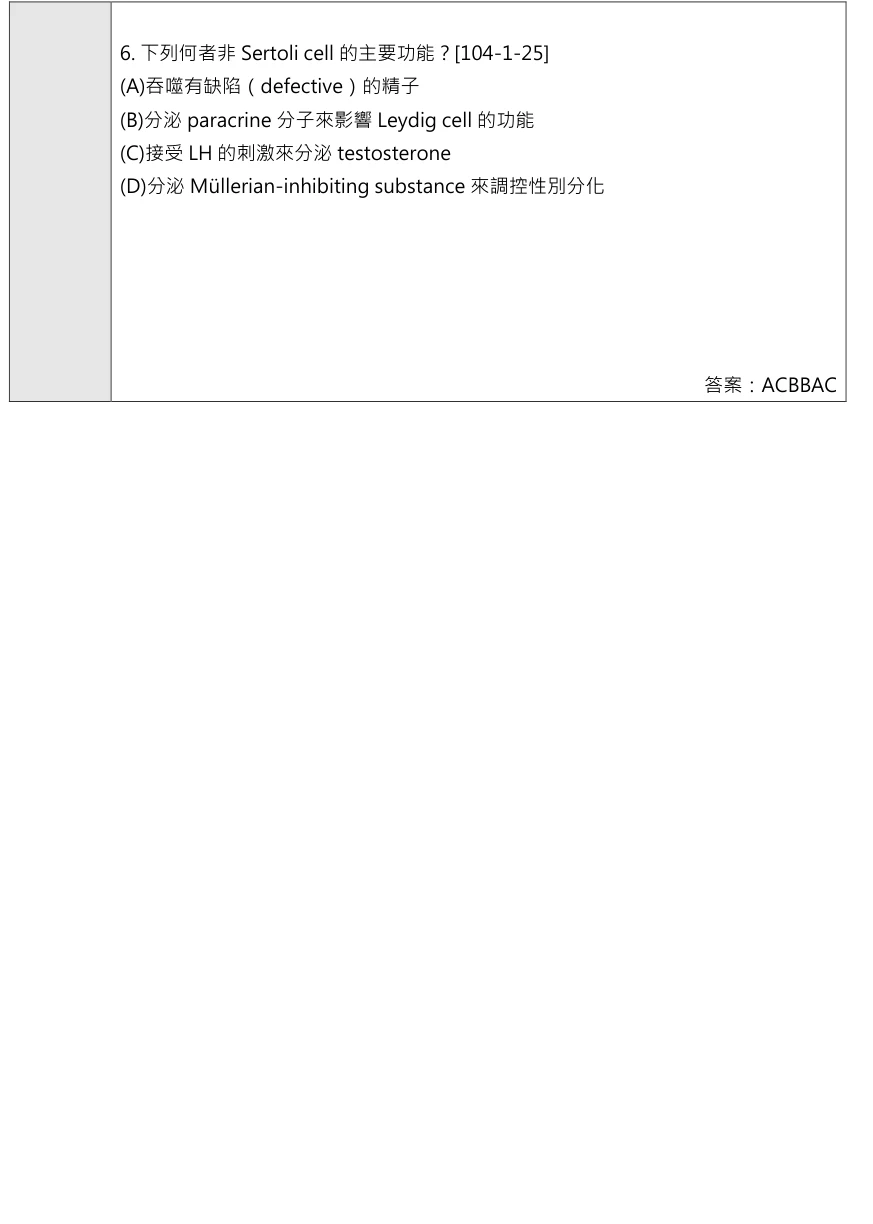 6. 下列何者非 Sertoli cell 的主要功能？[104-1-25]
(A)吞噬有缺陷（defective）的精子
(B)分泌 paracrine 分子來影響 Leydig cell 的功能
(C)接受 LH 的刺激來分泌 testosterone
(D)分泌 Müllerian-inhibiting substance 來調控性別分化
答案：ACBBAC